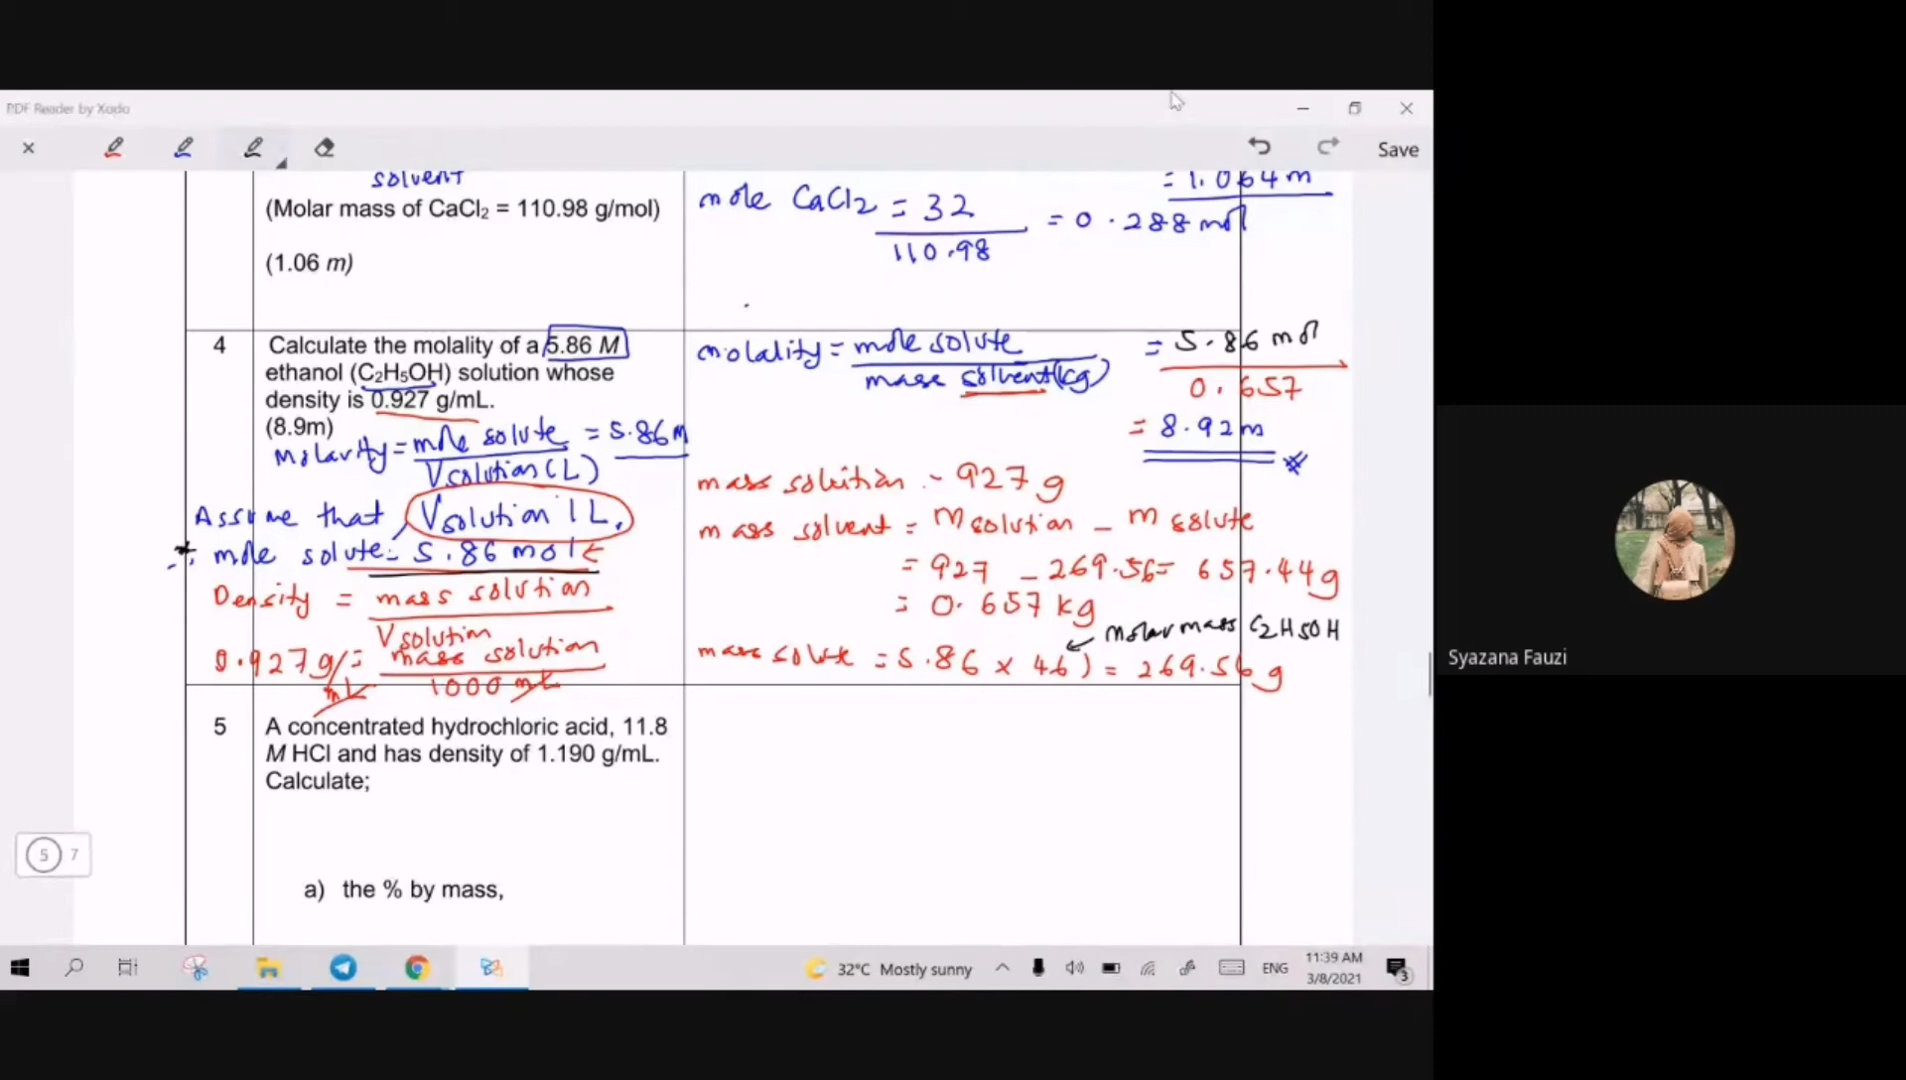 PDF Reader by Xodo
Save
solvent
(Molar mass of CaCl2 = 110.98 g/mol)
(1.06 m)
mole CaCl2 = 32
110.98
= 0.288 mol
= 1.064 m
4
Calculate the molality of a 5.86 M
ethanol (C2H5OH) solution whose
density is 0.927 g/mL.
(8.9m)
Molarity = mole solute = 5.86 M
V solution (L)
Assume that, V solution 1 L.
∴ mole solute = 5.86 mol
Density = mass solution
V solution
0.927 g/mL = mass solution
1000 mL
molality = mole solute
mass solvent (kg)
= 5.86 mol
0.657
= 8.92 m
mass solution = 927 g
mass solvent = m solution - m solute
= 927 - 269.56 = 657.44 g
= 0.657 kg
molar mass C2H5OH
mass solute = 5.86 x 46) = 269.56 g
5
A concentrated hydrochloric acid, 11.8
M HCl and has density of 1.190 g/mL.
Calculate;
a) the % by mass,
5 7
Syazana Fauzi
32°C Mostly sunny
ENG
11:39 AM
3/8/2021
3